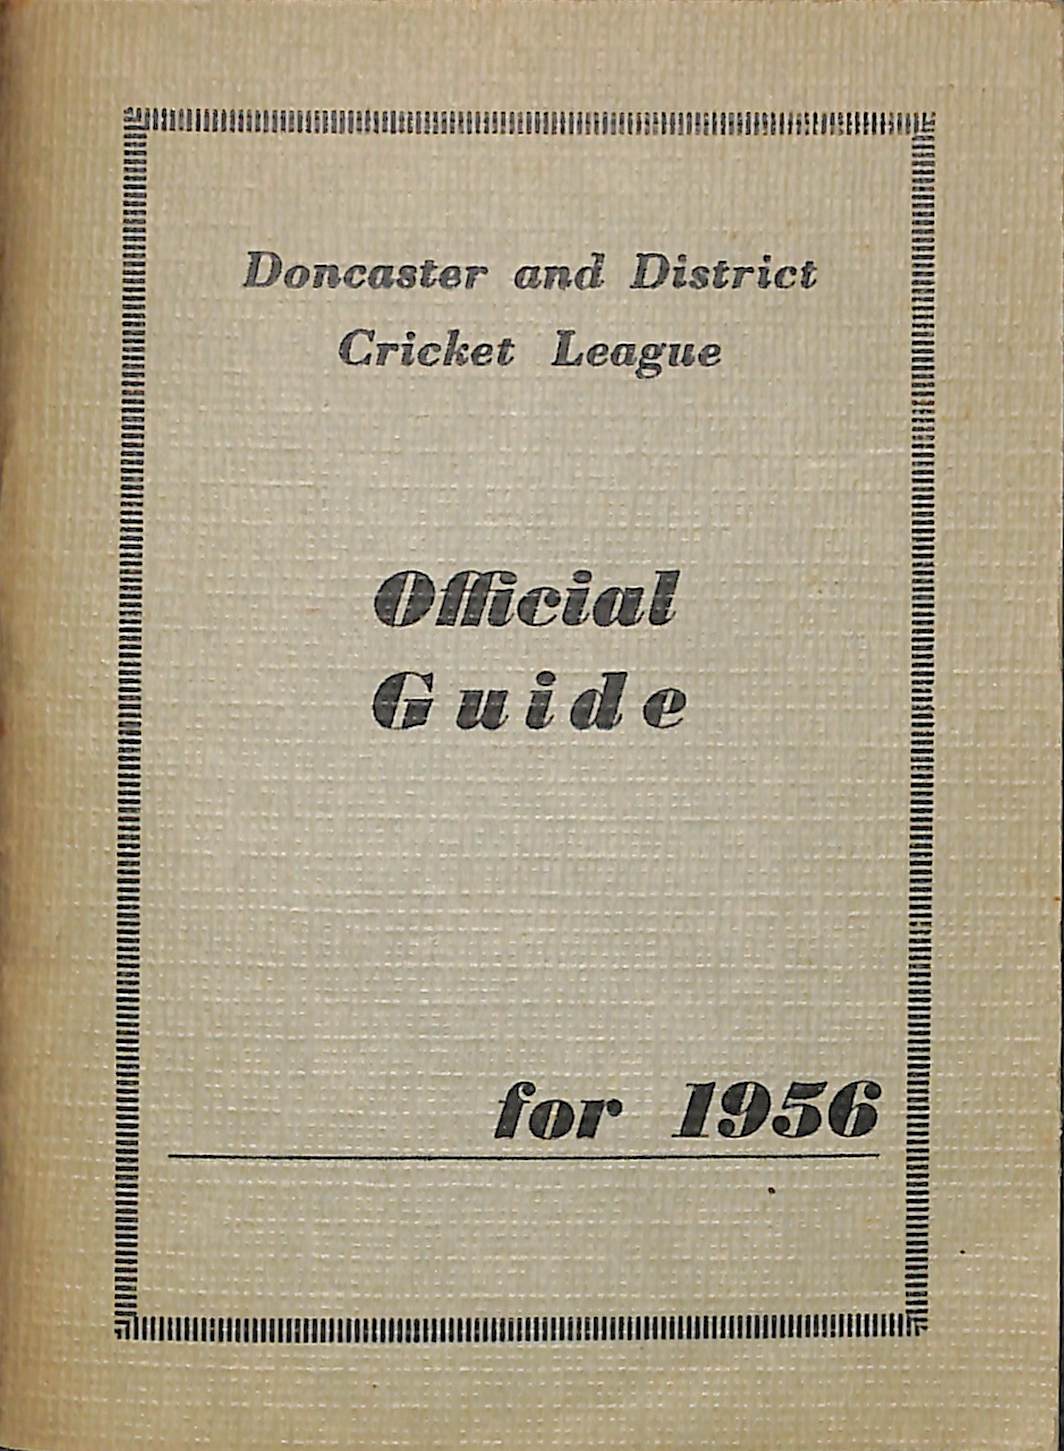 Doncaster and District
Cricket League
Official
Guide
for 1956